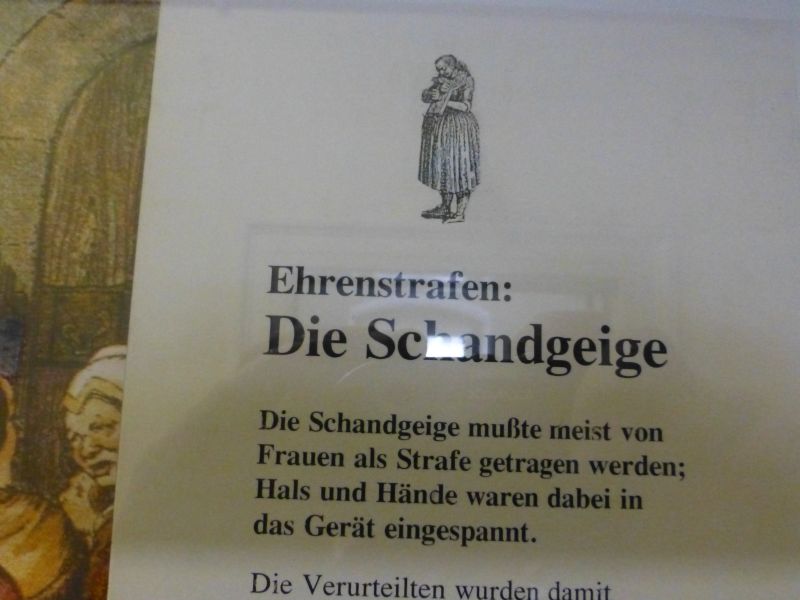 Ehrenstrafen:
Die Schandgeige
Die Schandgeige mußte meist von
Frauen als Strafe getragen werden;
Hals und Hände waren dabei in
das Gerät eingespannt.
Die Verurteilten wurden damit